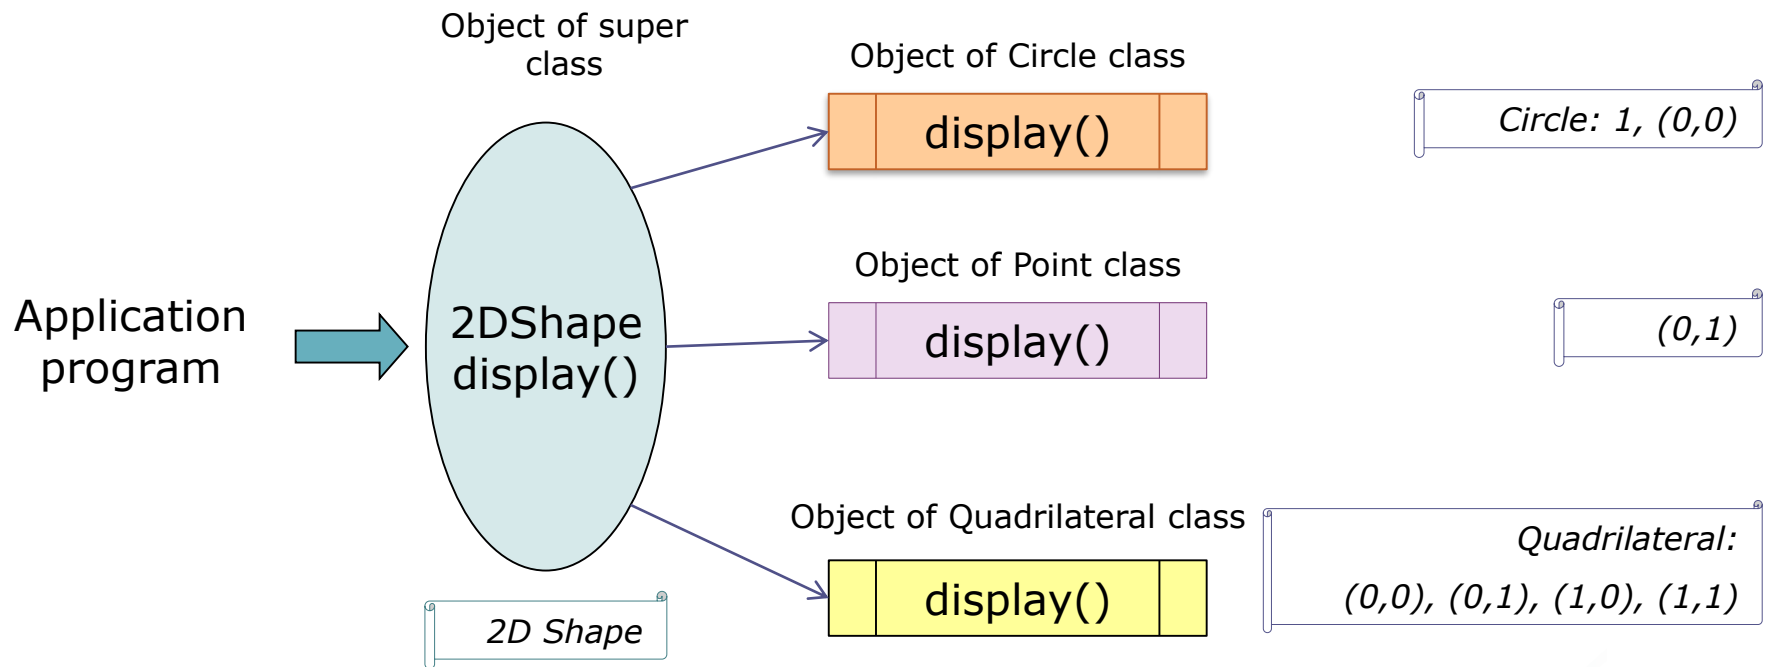 Application
program
Object of super
class
2DShape
display()
2D Shape
Object of Circle class
display()
Circle: 1, (0,0)
Object of Point class
display()
(0,1)
Object of Quadrilateral class
display()
Quadrilateral:
(0,0), (0,1), (1,0), (1,1)